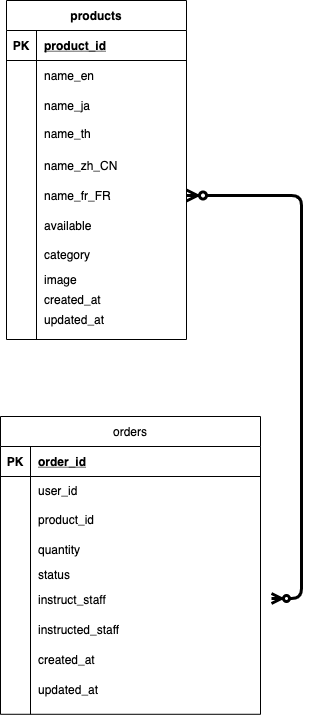 products
PK product_id
name_en
name_ja
name_th
name_zh_CN
name_fr_FR
available
category
image
created_at
updated_at
orders
PK order_id
user_id
product_id
quantity
status
instruct_staff
instructed_staff
created_at
updated_at